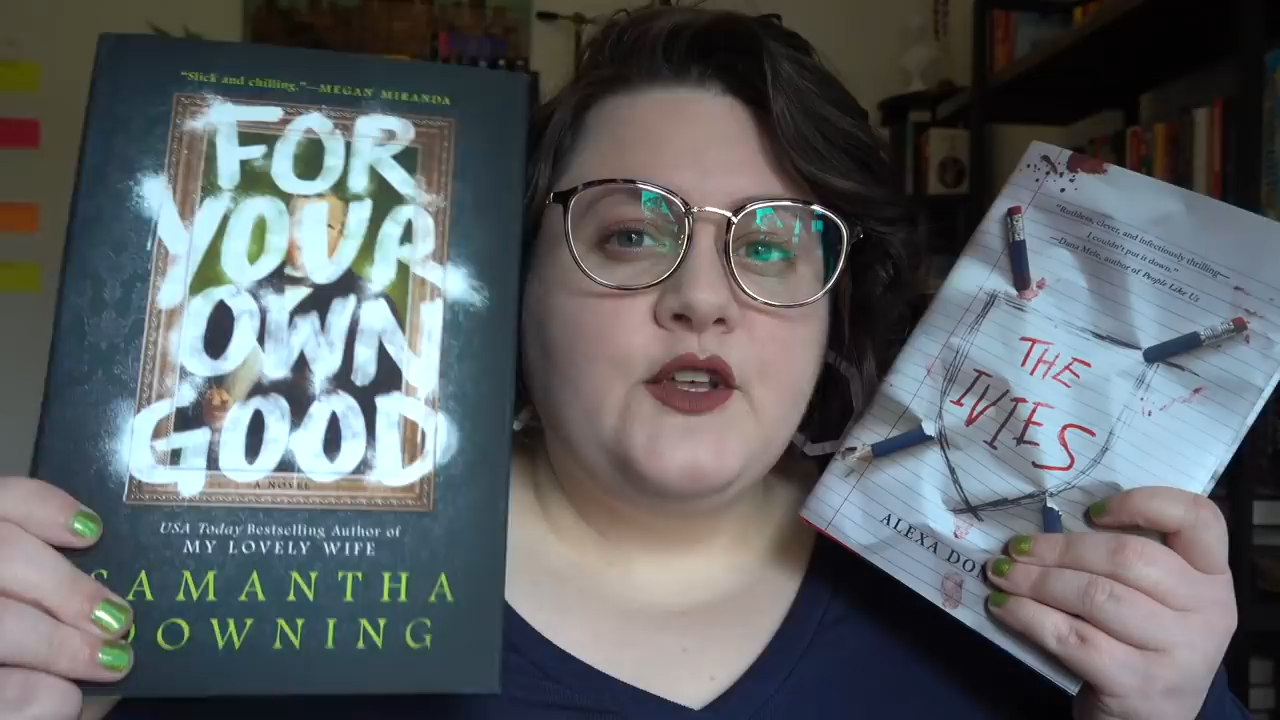 "Slick and chilling."—MEGAN MIRANDA
FOR
YOUR
OWN
GOOD
A NOVEL
USA Today Bestselling Author of
MY LOVELY WIFE
SAMANTHA
DOWNING
"Ruthless, clever, and infectiously thrilling—
I couldn't put it down."
—Dana Mele, author of People Like Us
THE
IVIES
ALEXA DON